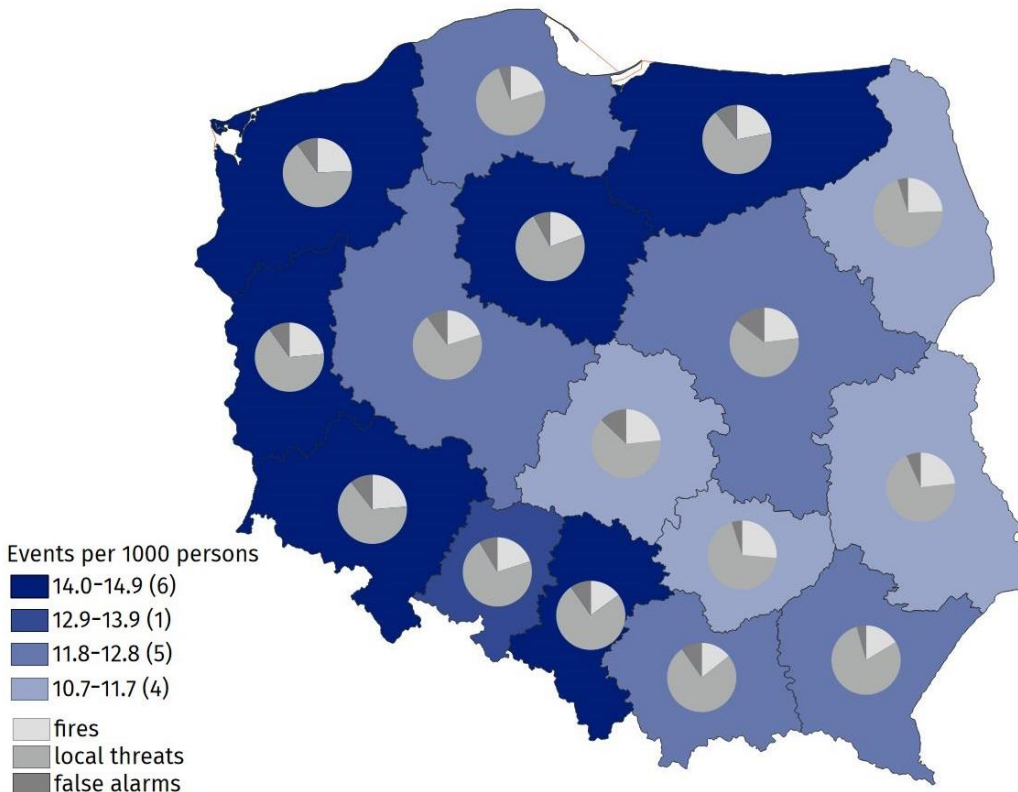 Events per 1000 persons
14.0–14.9 (6)
12.9–13.9 (1)
11.8–12.8 (5)
10.7–11.7 (4)
fires
local threats
false alarms